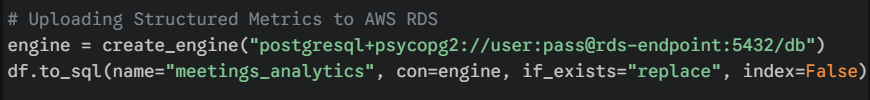 # Uploading Structured Metrics to AWS RDS
engine = create_engine("postgresql+psycopg2://user:pass@rds-endpoint:5432/db")
df.to_sql(name="meetings_analytics", con=engine, if_exists="replace", index=False)